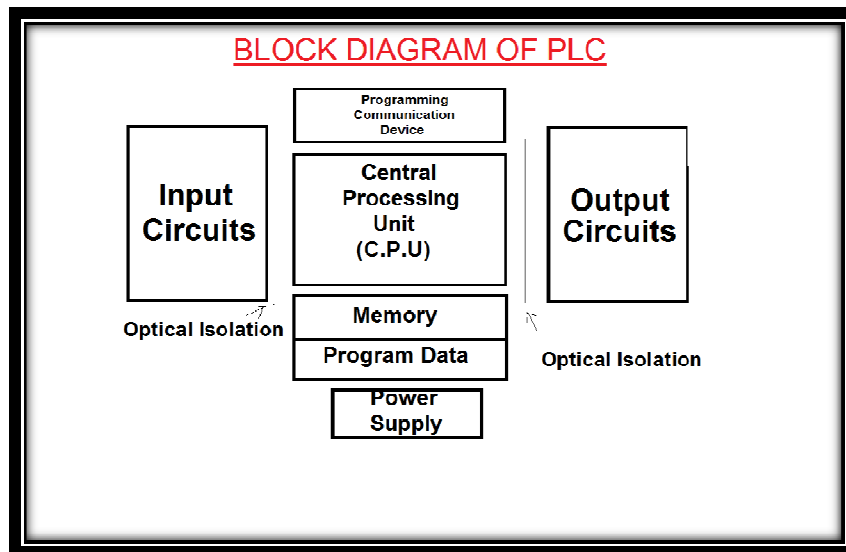 BLOCK DIAGRAM OF PLC
Programming
Communication
Device
Input
Circuits
Central
Processing
Unit
(C.P.U)
Output
Circuits
Optical Isolation
Memory
Program Data
Optical Isolation
Power
Supply